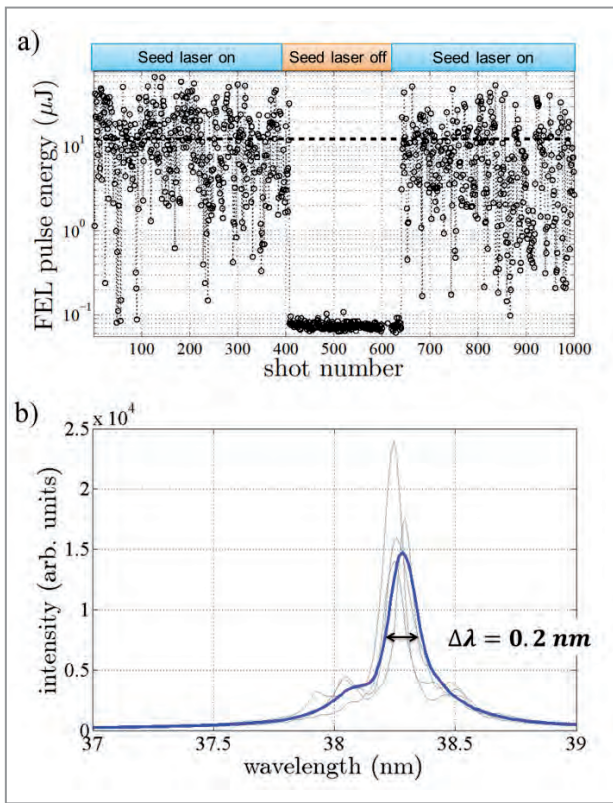 a)
Seed laser on Seed laser off Seed laser on
FEL pulse energy (μJ)
10¹
10⁰
10⁻¹
100 200 300 400 500 600 700 800 900 1000
shot number
b)
x 10⁴
2.5
2
1.5
1
0.5
0
intensity (arb. units)
Δλ = 0.2 nm
37 37.5 38 38.5 39
wavelength (nm)